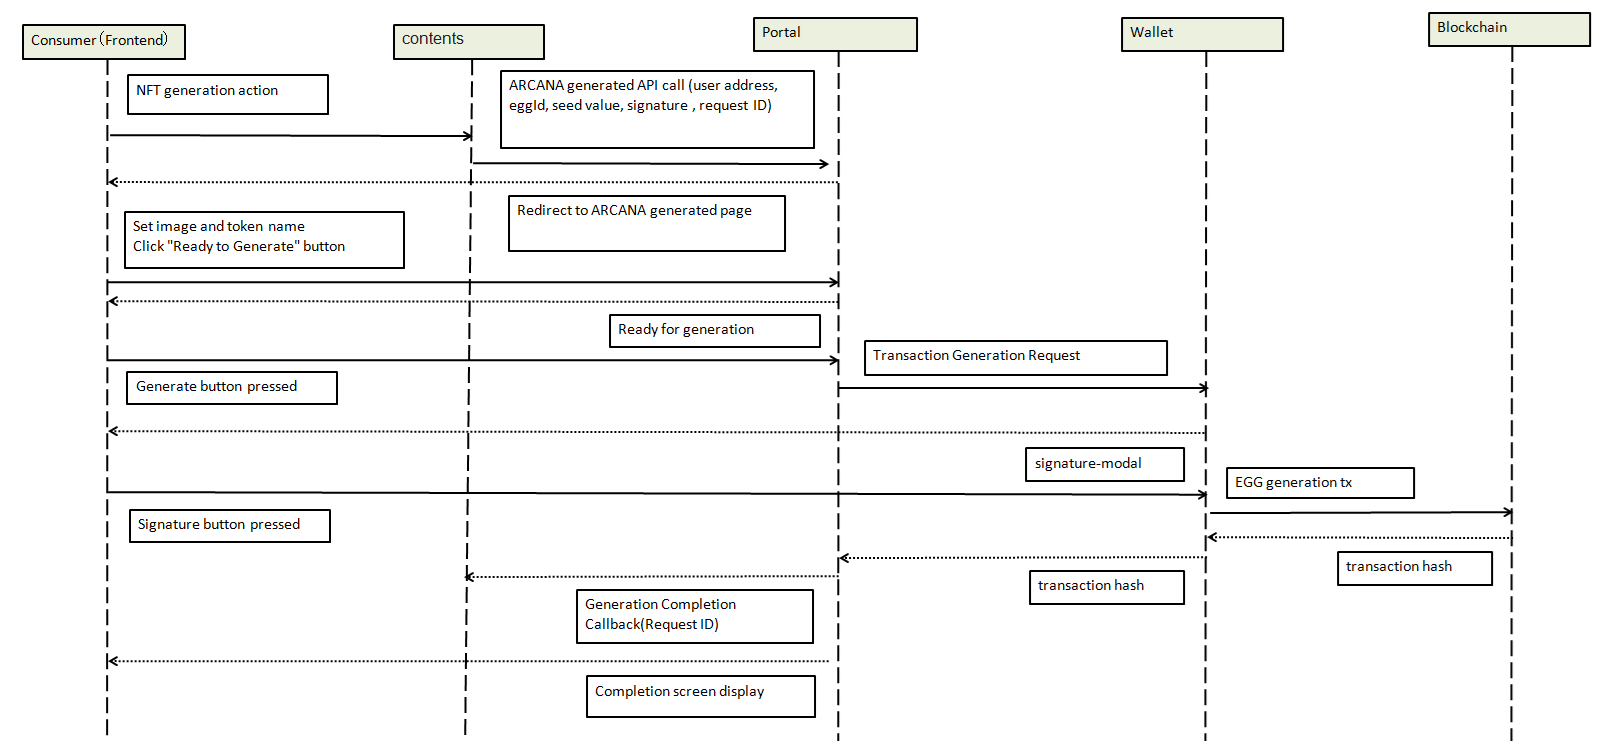 Consumer（Frontend）
contents
Portal
Wallet
Blockchain
NFT generation action
ARCANA generated API call (user address,
eggId, seed value, signature , request ID)
Redirect to ARCANA generated page
Set image and token name
Click "Ready to Generate" button
Ready for generation
Transaction Generation Request
Generate button pressed
signature-modal
EGG generation tx
Signature button pressed
transaction hash
transaction hash
Generation Completion
Callback(Request ID)
Completion screen display